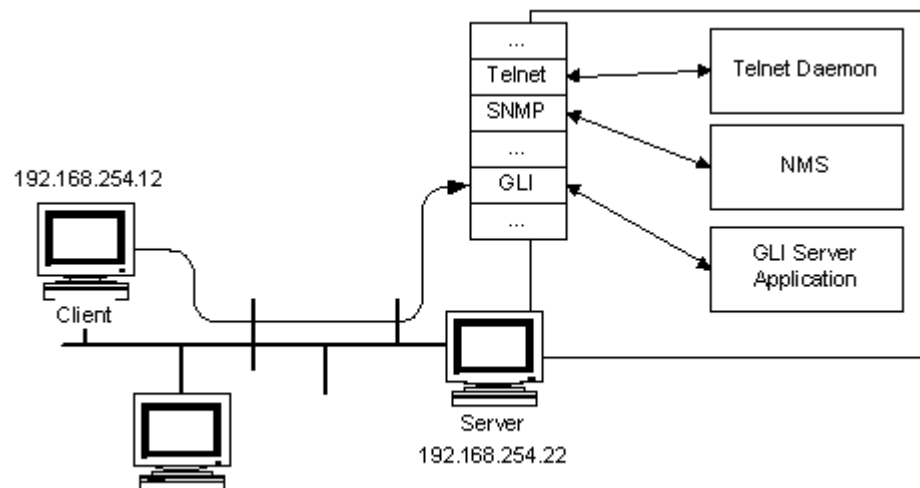 ...
Telnet
SNMP
...
GLI
...
Telnet Daemon
NMS
GLI Server
Application
192.168.254.12
Client
Server
192.168.254.22